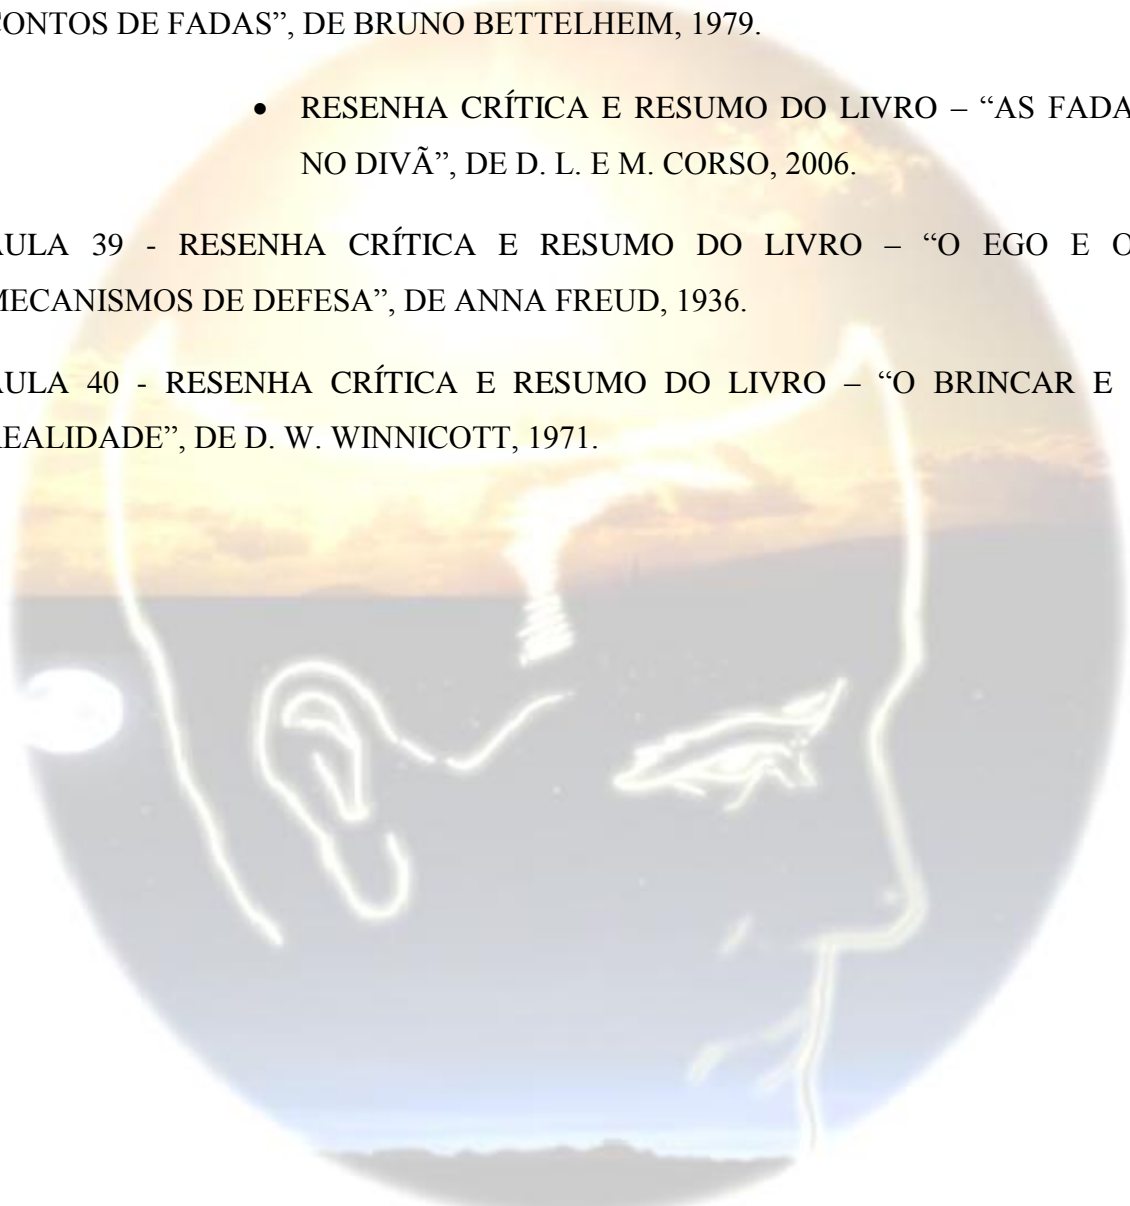 CONTOS DE FADAS”, DE BRUNO BETTELHEIM, 1979.
• RESENHA CRÍTICA E RESUMO DO LIVRO – “AS FADA
NO DIVÃ”, DE D. L. E M. CORSO, 2006.
AULA 39 - RESENHA CRÍTICA E RESUMO DO LIVRO – “O EGO E O
MECANISMOS DE DEFESA”, DE ANNA FREUD, 1936.
AULA 40 - RESENHA CRÍTICA E RESUMO DO LIVRO – “O BRINCAR E
REALIDADE”, DE D. W. WINNICOTT, 1971.